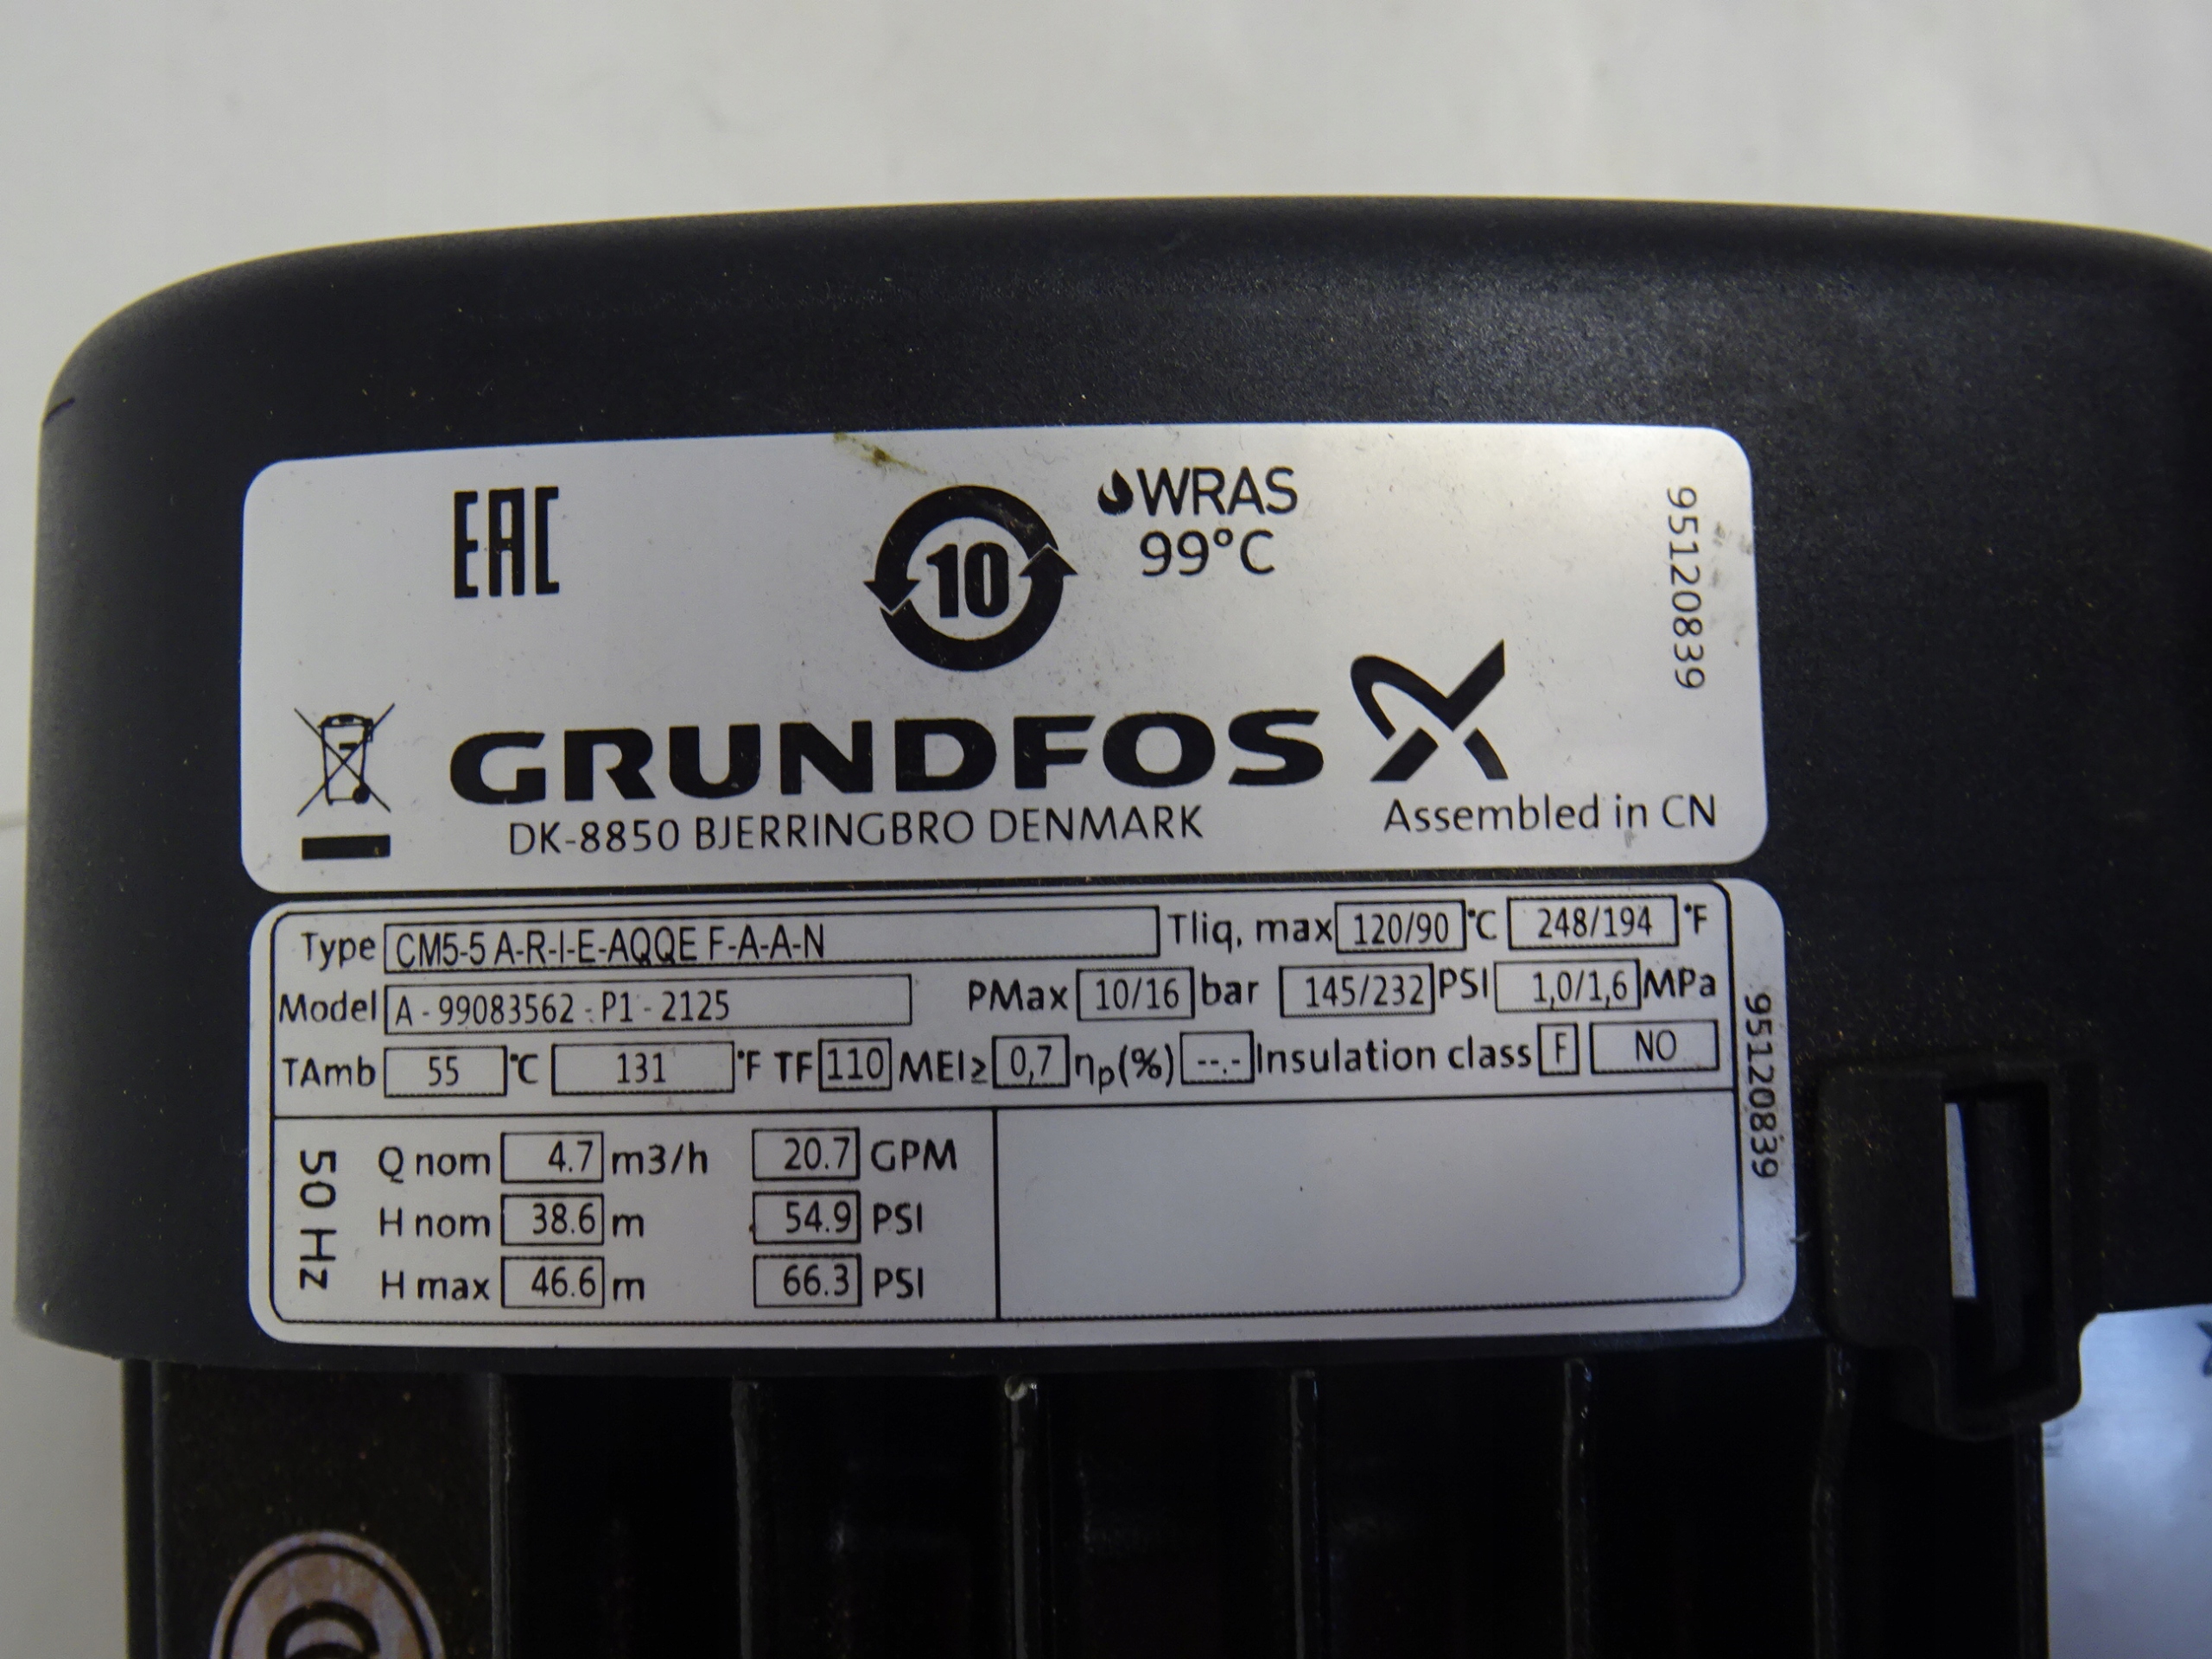 EAC
10
WRAS
99°C
95120839
GRUNDFOS
DK-8850 BJERRINGBRO DENMARK
Assembled in CN
Type CM5-5 A-R-I-E-AQQE F-A-A-N Tliq. max 120/90 °C 248/194 °F
Model A - 99083562 - P1 - 2125 PMax 10/16 bar 145/232 PSI 1,0/1,6 MPa
TAmb 55 °C 131 °F TF 110 MEI≥ 0,7 ηp(%) --.- Insulation class F NO
95120839
50 Hz
Q nom 4.7 m3/h 20.7 GPM
H nom 38.6 m 54.9 PSI
H max 46.6 m 66.3 PSI